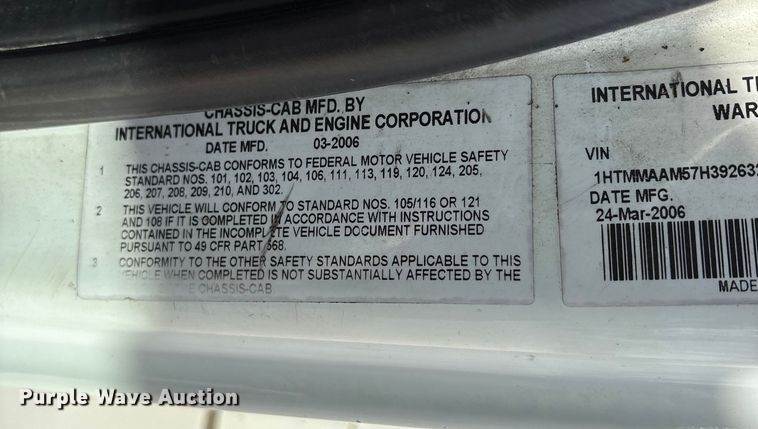 CHASSIS-CAB MFD. BY
INTERNATIONAL TRUCK AND ENGINE CORPORATION
DATE MFD. 03-2006
1 THIS CHASSIS-CAB CONFORMS TO FEDERAL MOTOR VEHICLE SAFETY
STANDARD NOS. 101, 102, 103, 104, 106, 111, 113, 119, 120, 124, 205,
206, 207, 208, 209, 210, AND 302.
2 THIS VEHICLE WILL CONFORM TO STANDARD NOS. 105/116 OR 121
AND 108 IF IT IS COMPLETED IN ACCORDANCE WITH INSTRUCTIONS
CONTAINED IN THE INCOMPLETE VEHICLE DOCUMENT FURNISHED
PURSUANT TO 49 CFR PART 568.
3 CONFORMITY TO THE OTHER SAFETY STANDARDS APPLICABLE TO THIS
VEHICLE WHEN COMPLETED IS NOT SUBSTANTIALLY AFFECTED BY THE
THE CHASSIS-CAB
INTERNATIONAL T
WAR
VIN
1HTMMAAM57H39263
DATE MFG.
24-Mar-2006
MADE
Purple Wave Auction